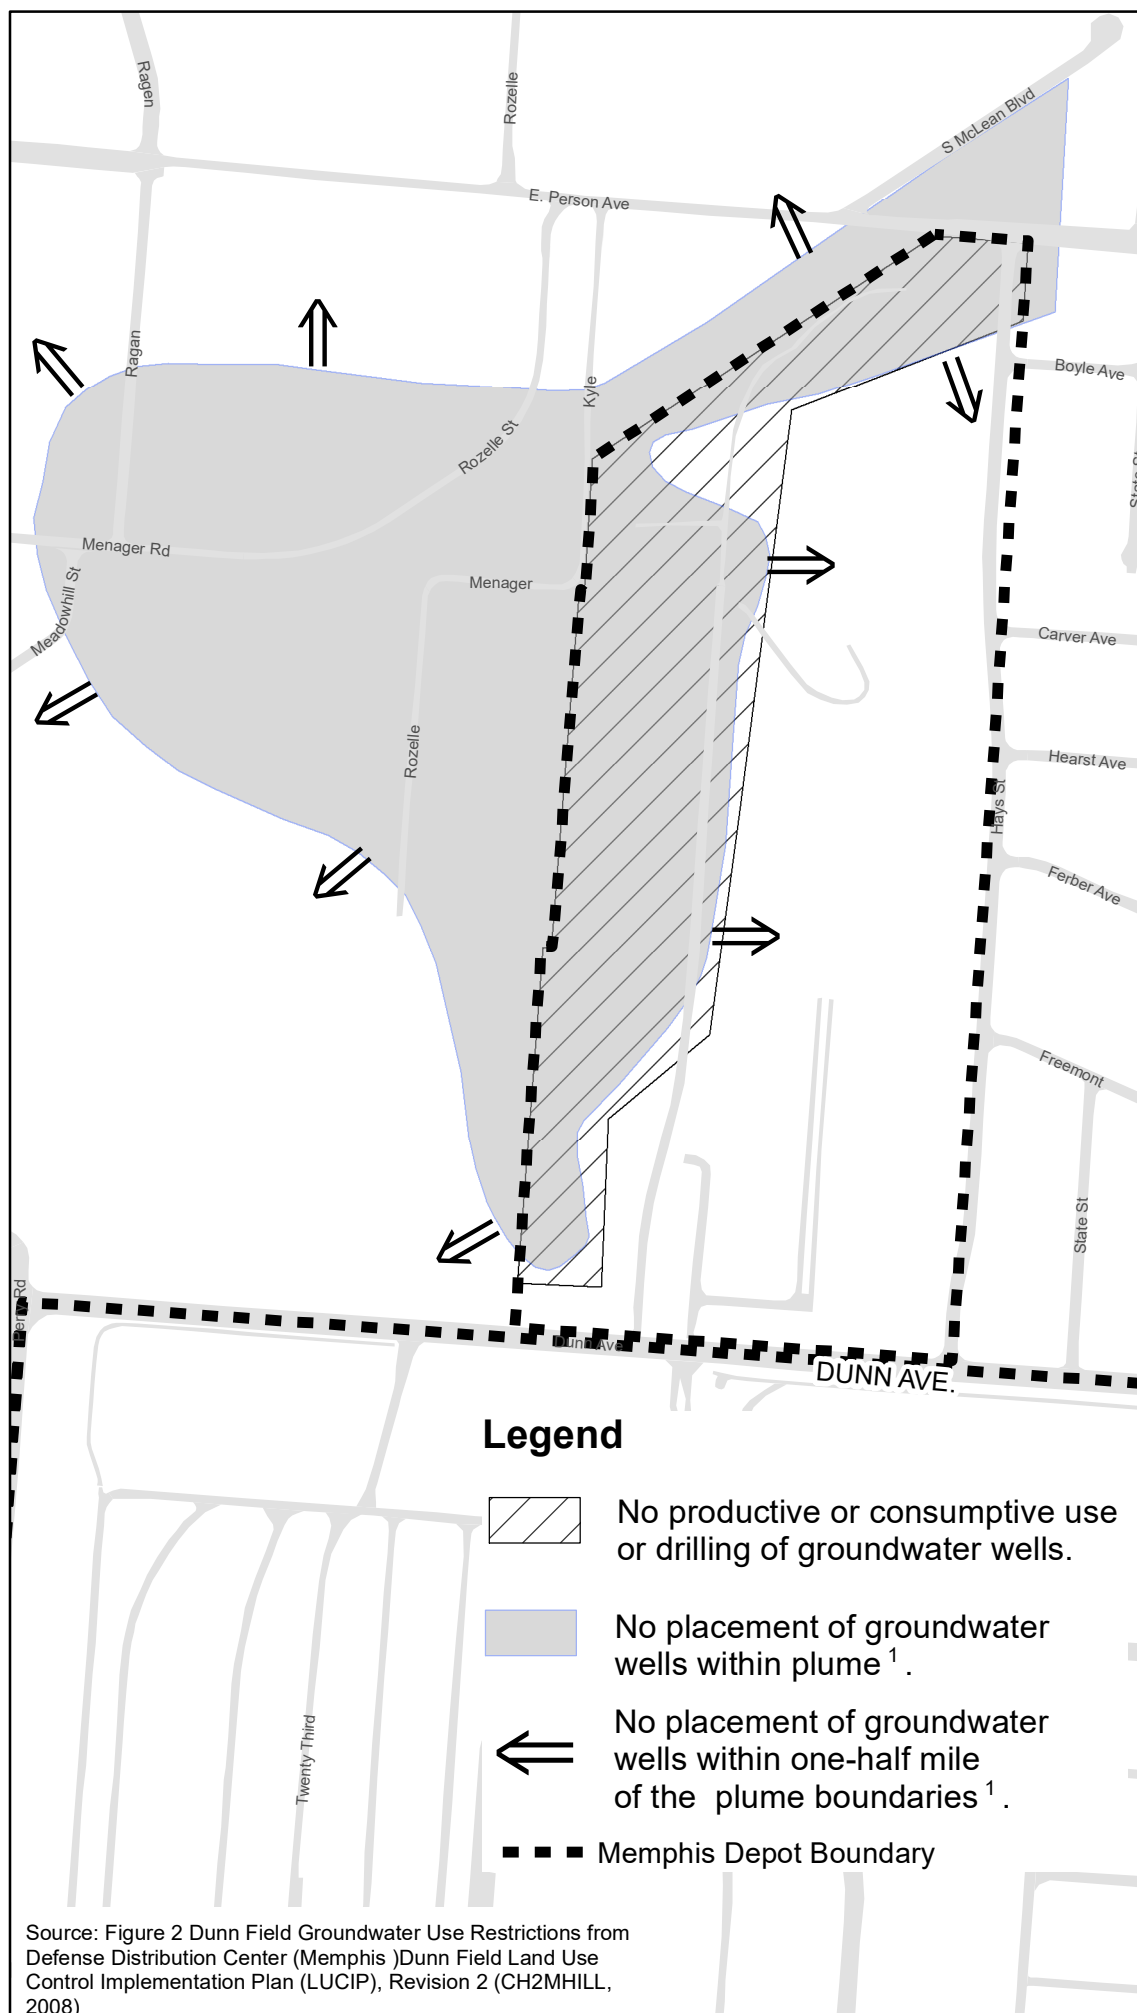 Ragen
Rozelle
S McLean Blvd
E. Person Ave
Ragan
Kyle
Boyle Ave
Rozelle St
State St
Menager Rd
Menager
Meadowhill St
Carver Ave
Rozelle
Hearst Ave
Hays St
Ferber Ave
Freemont
State St
Perry Rd
Dunn Ave
DUNN AVE.
Legend
No productive or consumptive use
or drilling of groundwater wells.
No placement of groundwater
wells within plume 1 .
No placement of groundwater
wells within one-half mile
of the plume boundaries 1 .
Memphis Depot Boundary
Twenty Third
Source: Figure 2 Dunn Field Groundwater Use Restrictions from
Defense Distribution Center (Memphis )Dunn Field Land Use
Control Implementation Plan (LUCIP), Revision 2 (CH2MHILL,
2008)